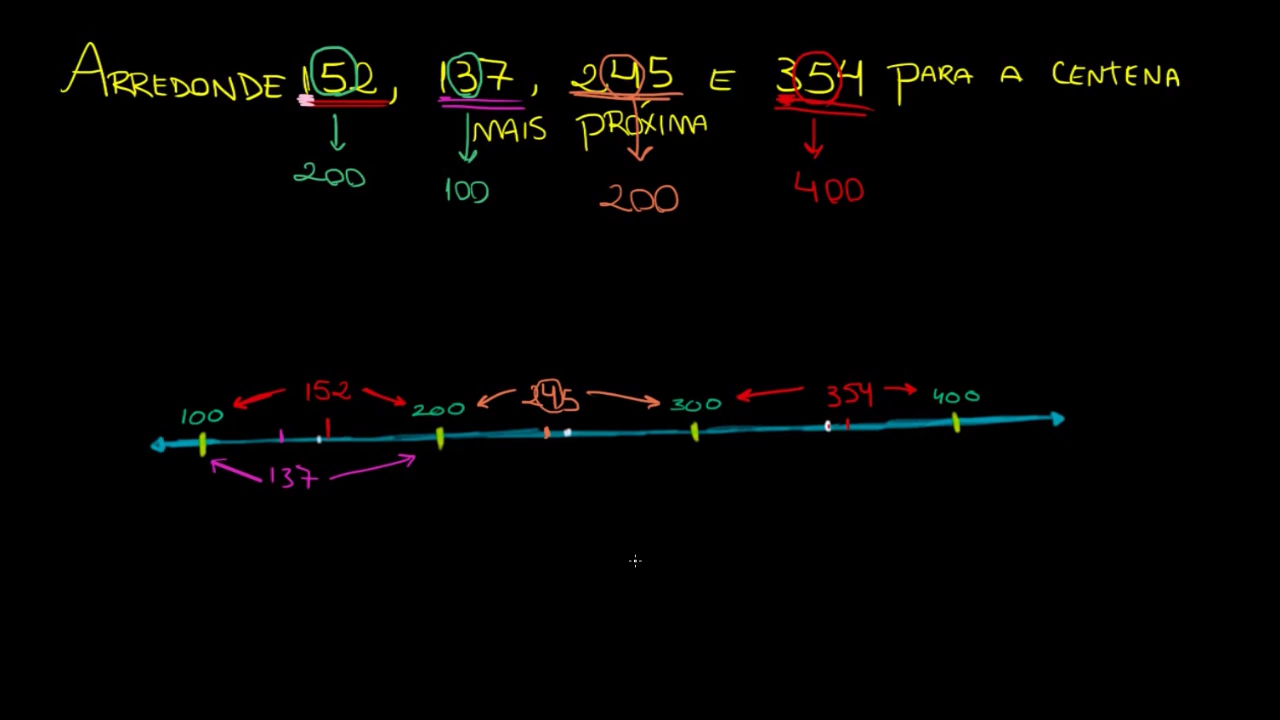 ARREDONDE 152, 137, 245 E 354 PARA A CENTENA
MAIS PRÓXIMA
200 100 200 400
100 152 200 245 300 354 400
137